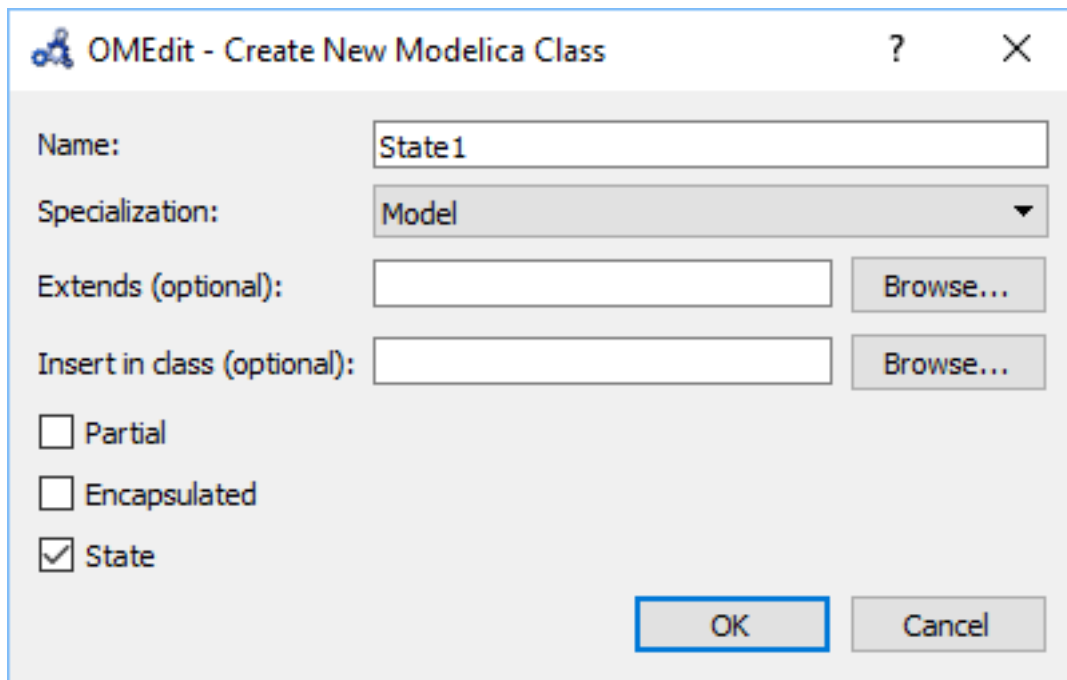 OMEdit - Create New Modelica Class ?
Name: State1
Specialization: Model
Extends (optional): Browse...
Insert in class (optional): Browse...
Partial
Encapsulated
State
OK Cancel